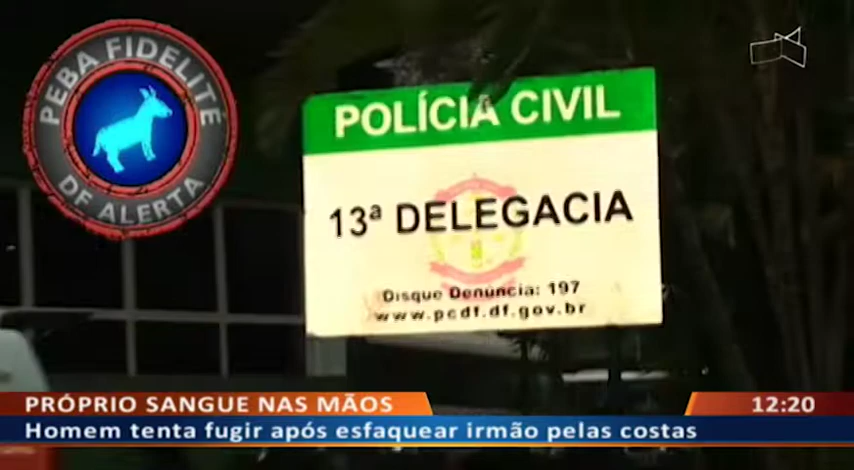 PEBA FIDELITE
DF ALERTA
POLÍCIA CIVIL
13ª DELEGACIA
Disque Denúncia: 197
www.pcdf.df.gov.br
PRÓPRIO SANGUE NAS MÃOS
12:20
Homem tenta fugir após esfaquear irmão pelas costas